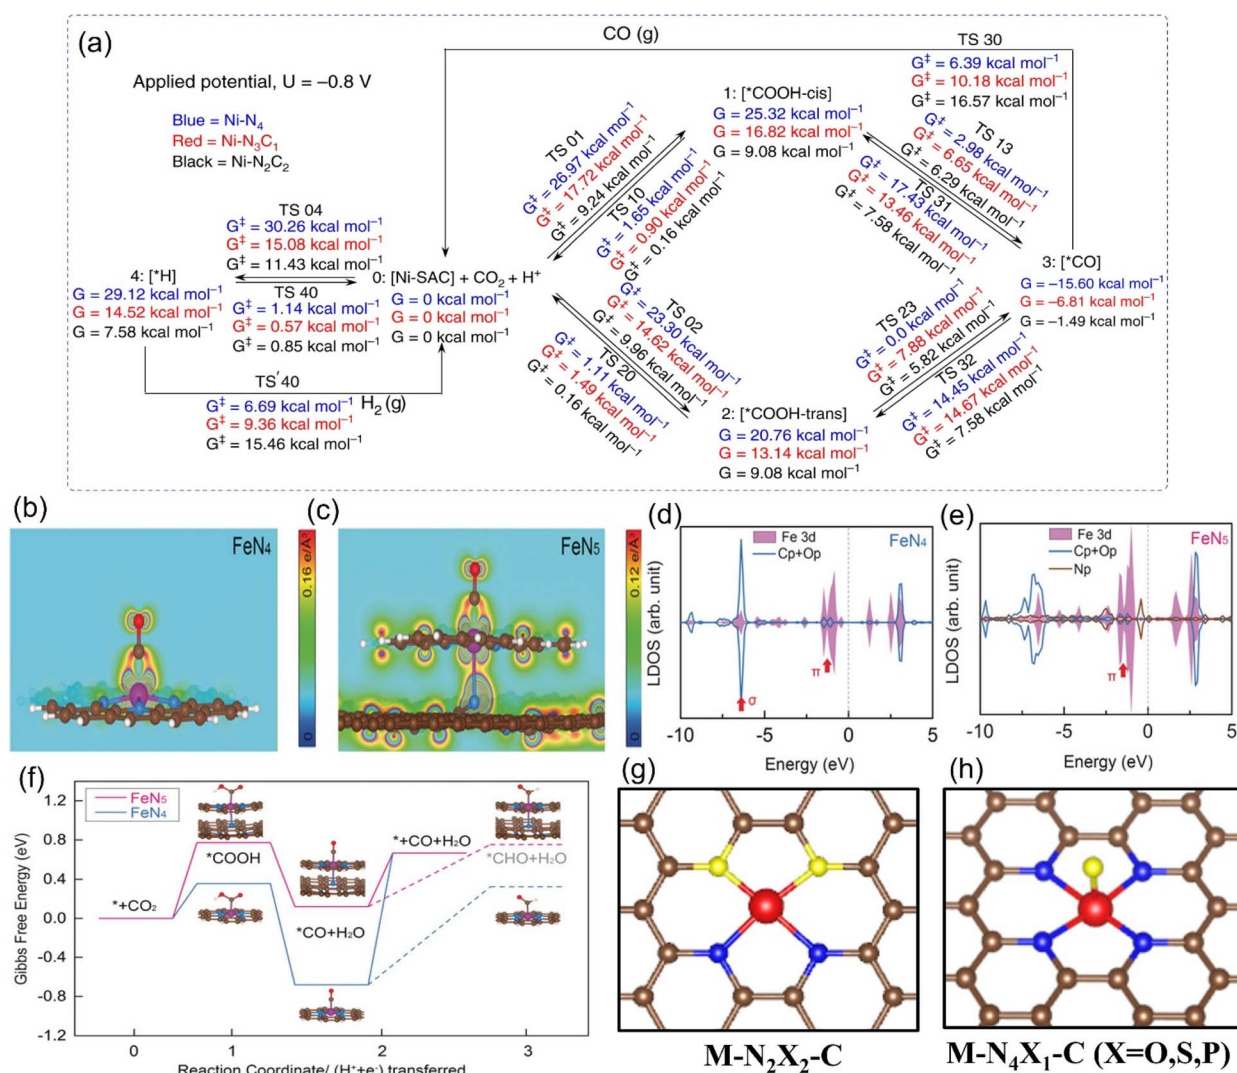 (a)
CO (g)
Applied potential, U = −0.8 V
Blue = Ni-N4
Red = Ni-N3C1
Black = Ni-N2C2
TS 30
G‡ = 6.39 kcal mol−1
G‡ = 10.18 kcal mol−1
G‡ = 16.57 kcal mol−1
1: [*COOH-cis]
G = 25.32 kcal mol−1
G = 16.82 kcal mol−1
G = 9.08 kcal mol−1
TS 01
G‡ = 26.97 kcal mol−1
G‡ = 17.72 kcal mol−1
G‡ = 9.24 kcal mol−1
TS 10
G‡ = 1.65 kcal mol−1
G‡ = 0.90 kcal mol−1
G‡ = 0.16 kcal mol−1
TS 13
G‡ = 2.98 kcal mol−1
G‡ = 6.65 kcal mol−1
G‡ = 6.29 kcal mol−1
TS 31
G‡ = 17.43 kcal mol−1
G‡ = 13.46 kcal mol−1
G‡ = 7.58 kcal mol−1
TS 04
G‡ = 30.26 kcal mol−1
G‡ = 15.08 kcal mol−1
G‡ = 11.43 kcal mol−1
4: [*H]
G = 29.12 kcal mol−1
G = 14.52 kcal mol−1
G = 7.58 kcal mol−1
TS 40
G‡ = 1.14 kcal mol−1
G‡ = 0.57 kcal mol−1
G‡ = 0.85 kcal mol−1
0: [Ni-SAC] + CO2 + H+
G = 0 kcal mol−1
G = 0 kcal mol−1
G = 0 kcal mol−1
3: [*CO]
G = −15.60 kcal mol−1
G = −6.81 kcal mol−1
G = −1.49 kcal mol−1
TS′40
G‡ = 6.69 kcal mol−1
G‡ = 9.36 kcal mol−1
G‡ = 15.46 kcal mol−1
H2 (g)
TS 02
G‡ = 23.30 kcal mol−1
G‡ = 14.62 kcal mol−1
G‡ = 9.96 kcal mol−1
TS 20
G‡ = 1.11 kcal mol−1
G‡ = 1.49 kcal mol−1
G‡ = 0.16 kcal mol−1
TS 23
G‡ = 0.0 kcal mol−1
G‡ = 7.88 kcal mol−1
G‡ = 5.82 kcal mol−1
TS 32
G‡ = 14.45 kcal mol−1
G‡ = 14.67 kcal mol−1
G‡ = 7.58 kcal mol−1
2: [*COOH-trans]
G = 20.76 kcal mol−1
G = 13.14 kcal mol−1
G = 9.08 kcal mol−1
(b)
FeN4
0.16 e/Å3
0
(c)
FeN5
0.12 e/Å3
0
(d)
Fe 3d
Cp+Op
FeN4
LDOS (arb. unit)
π
σ
-10 -5 0 5
Energy (eV)
(e)
Fe 3d
Cp+Op
Np
FeN5
LDOS (arb. unit)
π
-10 -5 0 5
Energy (eV)
(f)
FeN5
FeN4
Gibbs Free Energy (eV)
1.2
0.8
0.4
0.0
-0.4
-0.8
-1.2
*+CO2
*COOH
*CO+H2O
*+CO+H2O
*CHO+H2O
0 1 2 3
Reaction Coordinate/ (H++e-) transferred
(g)
M-N2X2-C
(h)
M-N4X1-C (X=O,S,P)